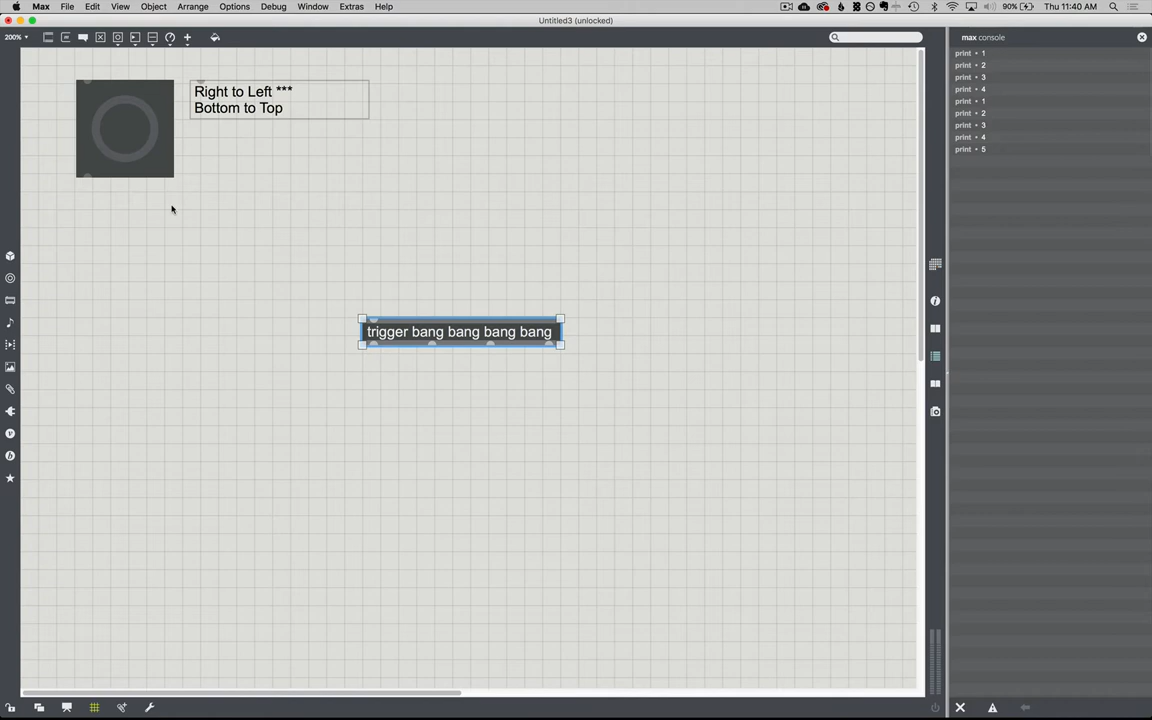 Max File Edit View Object Arrange Options Debug Window Extras Help 90% Thu 11:40 AM
Untitled3 (unlocked)
200%
max console
print • 1
print • 2
print • 3
print • 4
print • 1
print • 2
print • 3
print • 4
print • 5
Right to Left ***
Bottom to Top
trigger bang bang bang bang